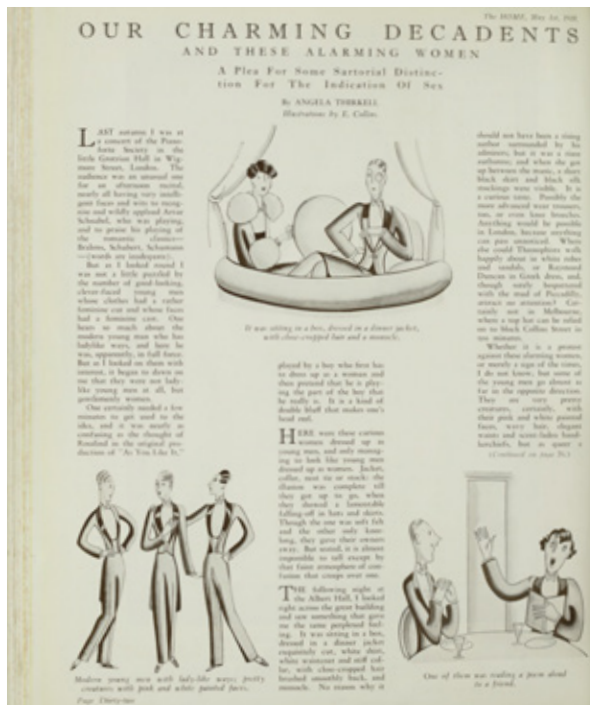 The HOME, May 1st, 1930.
OUR CHARMING DECADENTS
AND THESE ALARMING WOMEN
A Plea For Some Sartorial Distinc-
tion For The Indication Of Sex
By ANGELA THIRKELL
Illustrations by E. Collins
LAST autumn I was at
a concert of the Piano-
forte Society in the
little Grotrian Hall in Wig-
more Street, London. The
audience was an unusual one
for an afternoon recital,
nearly all having very intelli-
gent faces and wits to recog-
nise and wildly applaud Artur
Schnabel, who was playing,
and to praise his playing of
the romantic classics—
Brahms, Schubert, Schumann
—(words are inadequate).
But as I looked round I
was not a little puzzled by
the number of good-looking,
clever-faced young men
whose clothes had a rather
feminine cut and whose faces
had a feminine cast. One
hears so much about the
modern young man who has
ladylike ways, and here he
was, apparently, in full force.
But as I looked on them with
interest, it began to dawn on
me that they were not lady-
like young men at all, but
gentlemanly women.
One certainly needed a few
minutes to get used to the
idea, and it was nearly as
confusing as the thought of
Rosalind in the original pro-
duction of "As You Like It,"
It was sitting in a box, dressed in a dinner jacket,
with close-cropped hair and a monocle.
played by a boy who first has
to dress up as a woman and
then pretend that he is play-
ing the part of the boy that
he really is. It is a kind of
double bluff that makes one's
head reel.
HERE were these curious
women dressed up as
young men, and only manag-
ing to look like young men
dressed up as women. Jacket,
collar, neat tie or stock: the
illusion was complete till
they got up to go, when
they showed a lamentable
falling-off in hats and skirts.
Though the one was soft felt
and the other only knee-
long, they gave their owners
away. But seated, it is almost
impossible to tell except by
that faint atmosphere of con-
fusion that creeps over one.
THE following night at
the Albert Hall, I looked
right across the great building
and saw something that gave
me the same perplexed feel-
ing. It was sitting in a box,
dressed in a dinner jacket
exquisitely cut, white shirt,
white waistcoat and stiff col-
lar, with close-cropped hair
brushed smoothly back, and
monocle. No reason why it
should not have been a rising
author surrounded by his
admirers; but it was a risen
authoress; and when she got
up between the music, a short
black skirt and black silk
stockings were visible. It is
a curious taste. Possibly the
more advanced wear trousers,
too, or even knee breeches.
Anything would be possible
in London, because anything
can pass unnoticed. Where
else could Theosophists walk
happily about in white robes
and sandals, or Raymond
Duncan in Greek dress, and,
though sorely bespattered
with the mud of Piccadilly,
attract no attention? Cer-
tainly not in Melbourne,
where a top hat can be relied
on to block Collins Street in
ten minutes.
Whether it is a protest
against these alarming women,
or merely a sign of the times,
I do not know, but some of
the young men go almost as
far in the opposite direction.
They are very pretty
creatures, certainly, with
their pink and white painted
faces, wavy hair, elegant
waists and scent-laden hand-
kerchiefs, but as queer a
Modern young men with lady-like ways; pretty
creatures with pink and white painted faces.
One of them was reading a poem aloud
to a friend.
Page Thirty-two